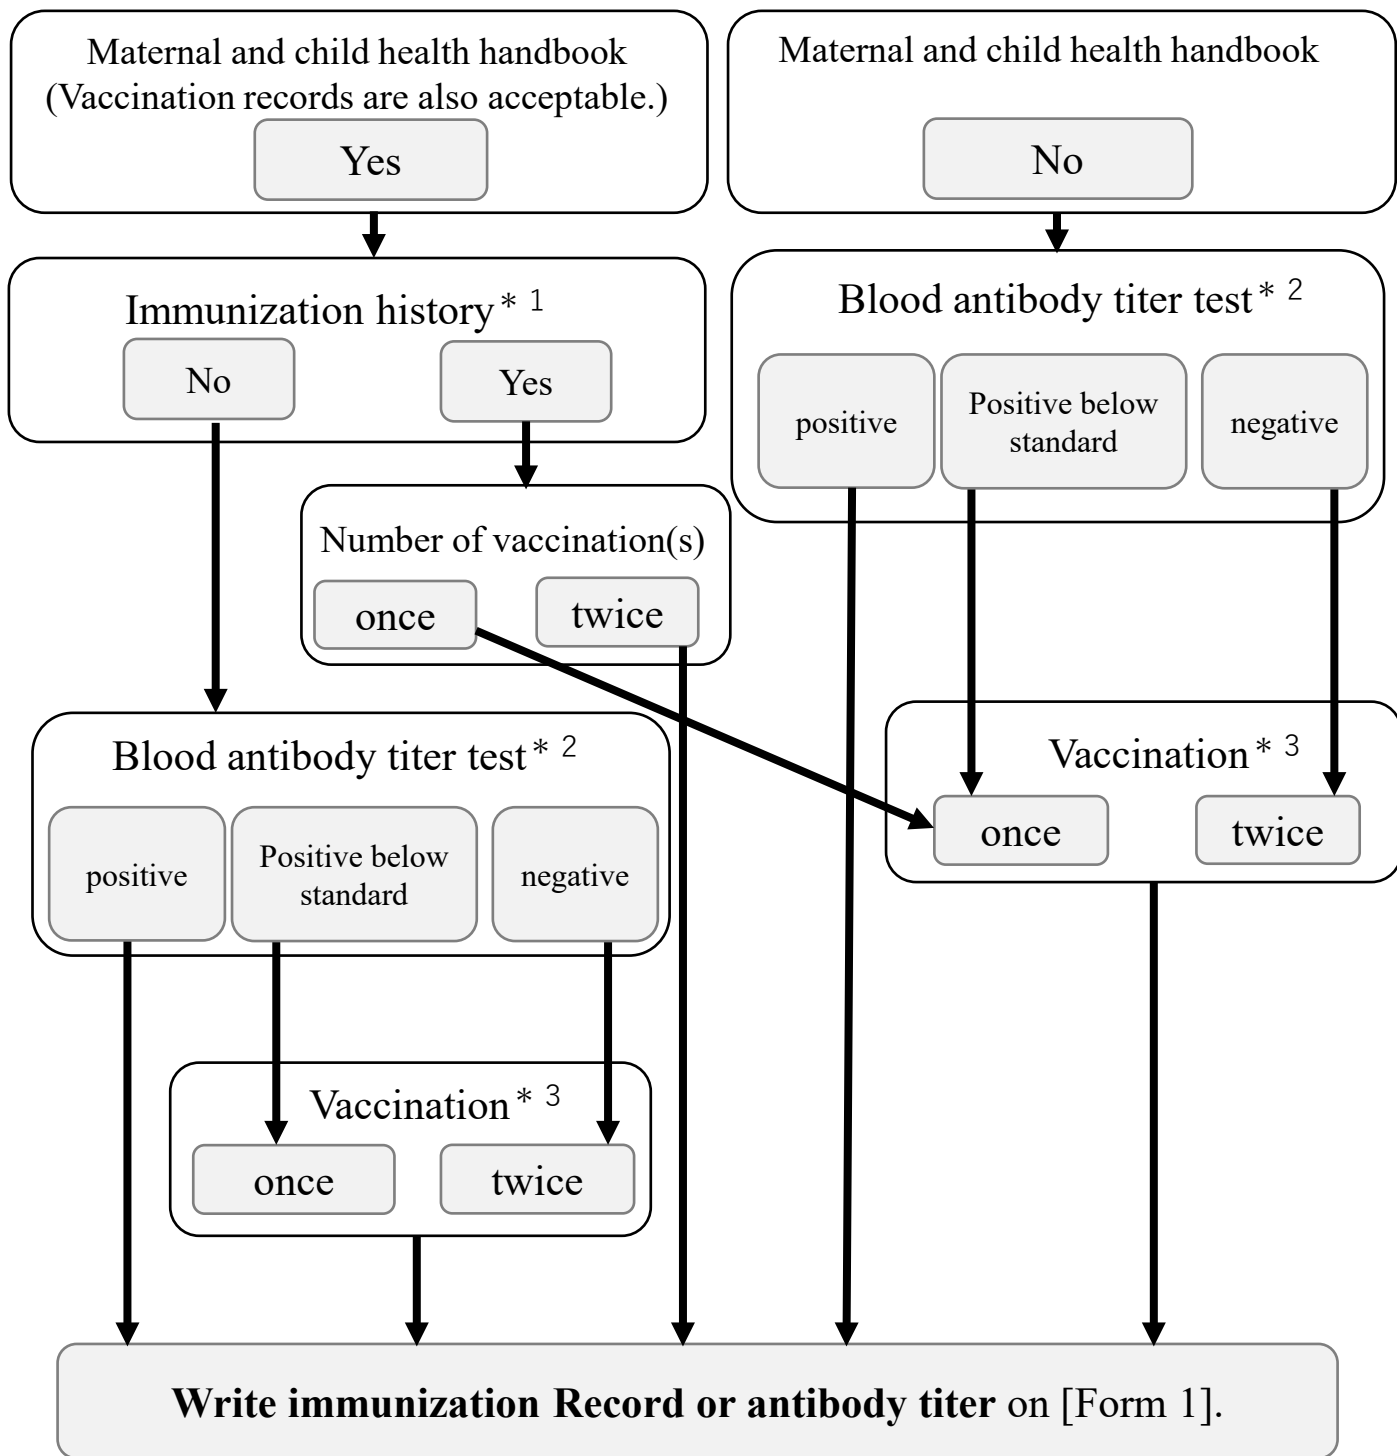 Maternal and child health handbook
(Vaccination records are also acceptable.)
Yes
Maternal and child health handbook
No
Immunization history* 1
No
Yes
Blood antibody titer test* 2
positive
Positive below
standard
negative
Number of vaccination(s)
once
twice
Blood antibody titer test* 2
positive
Positive below
standard
negative
Vaccination* 3
once
twice
Vaccination* 3
once
twice
Write immunization Record or antibody titer on [Form 1].